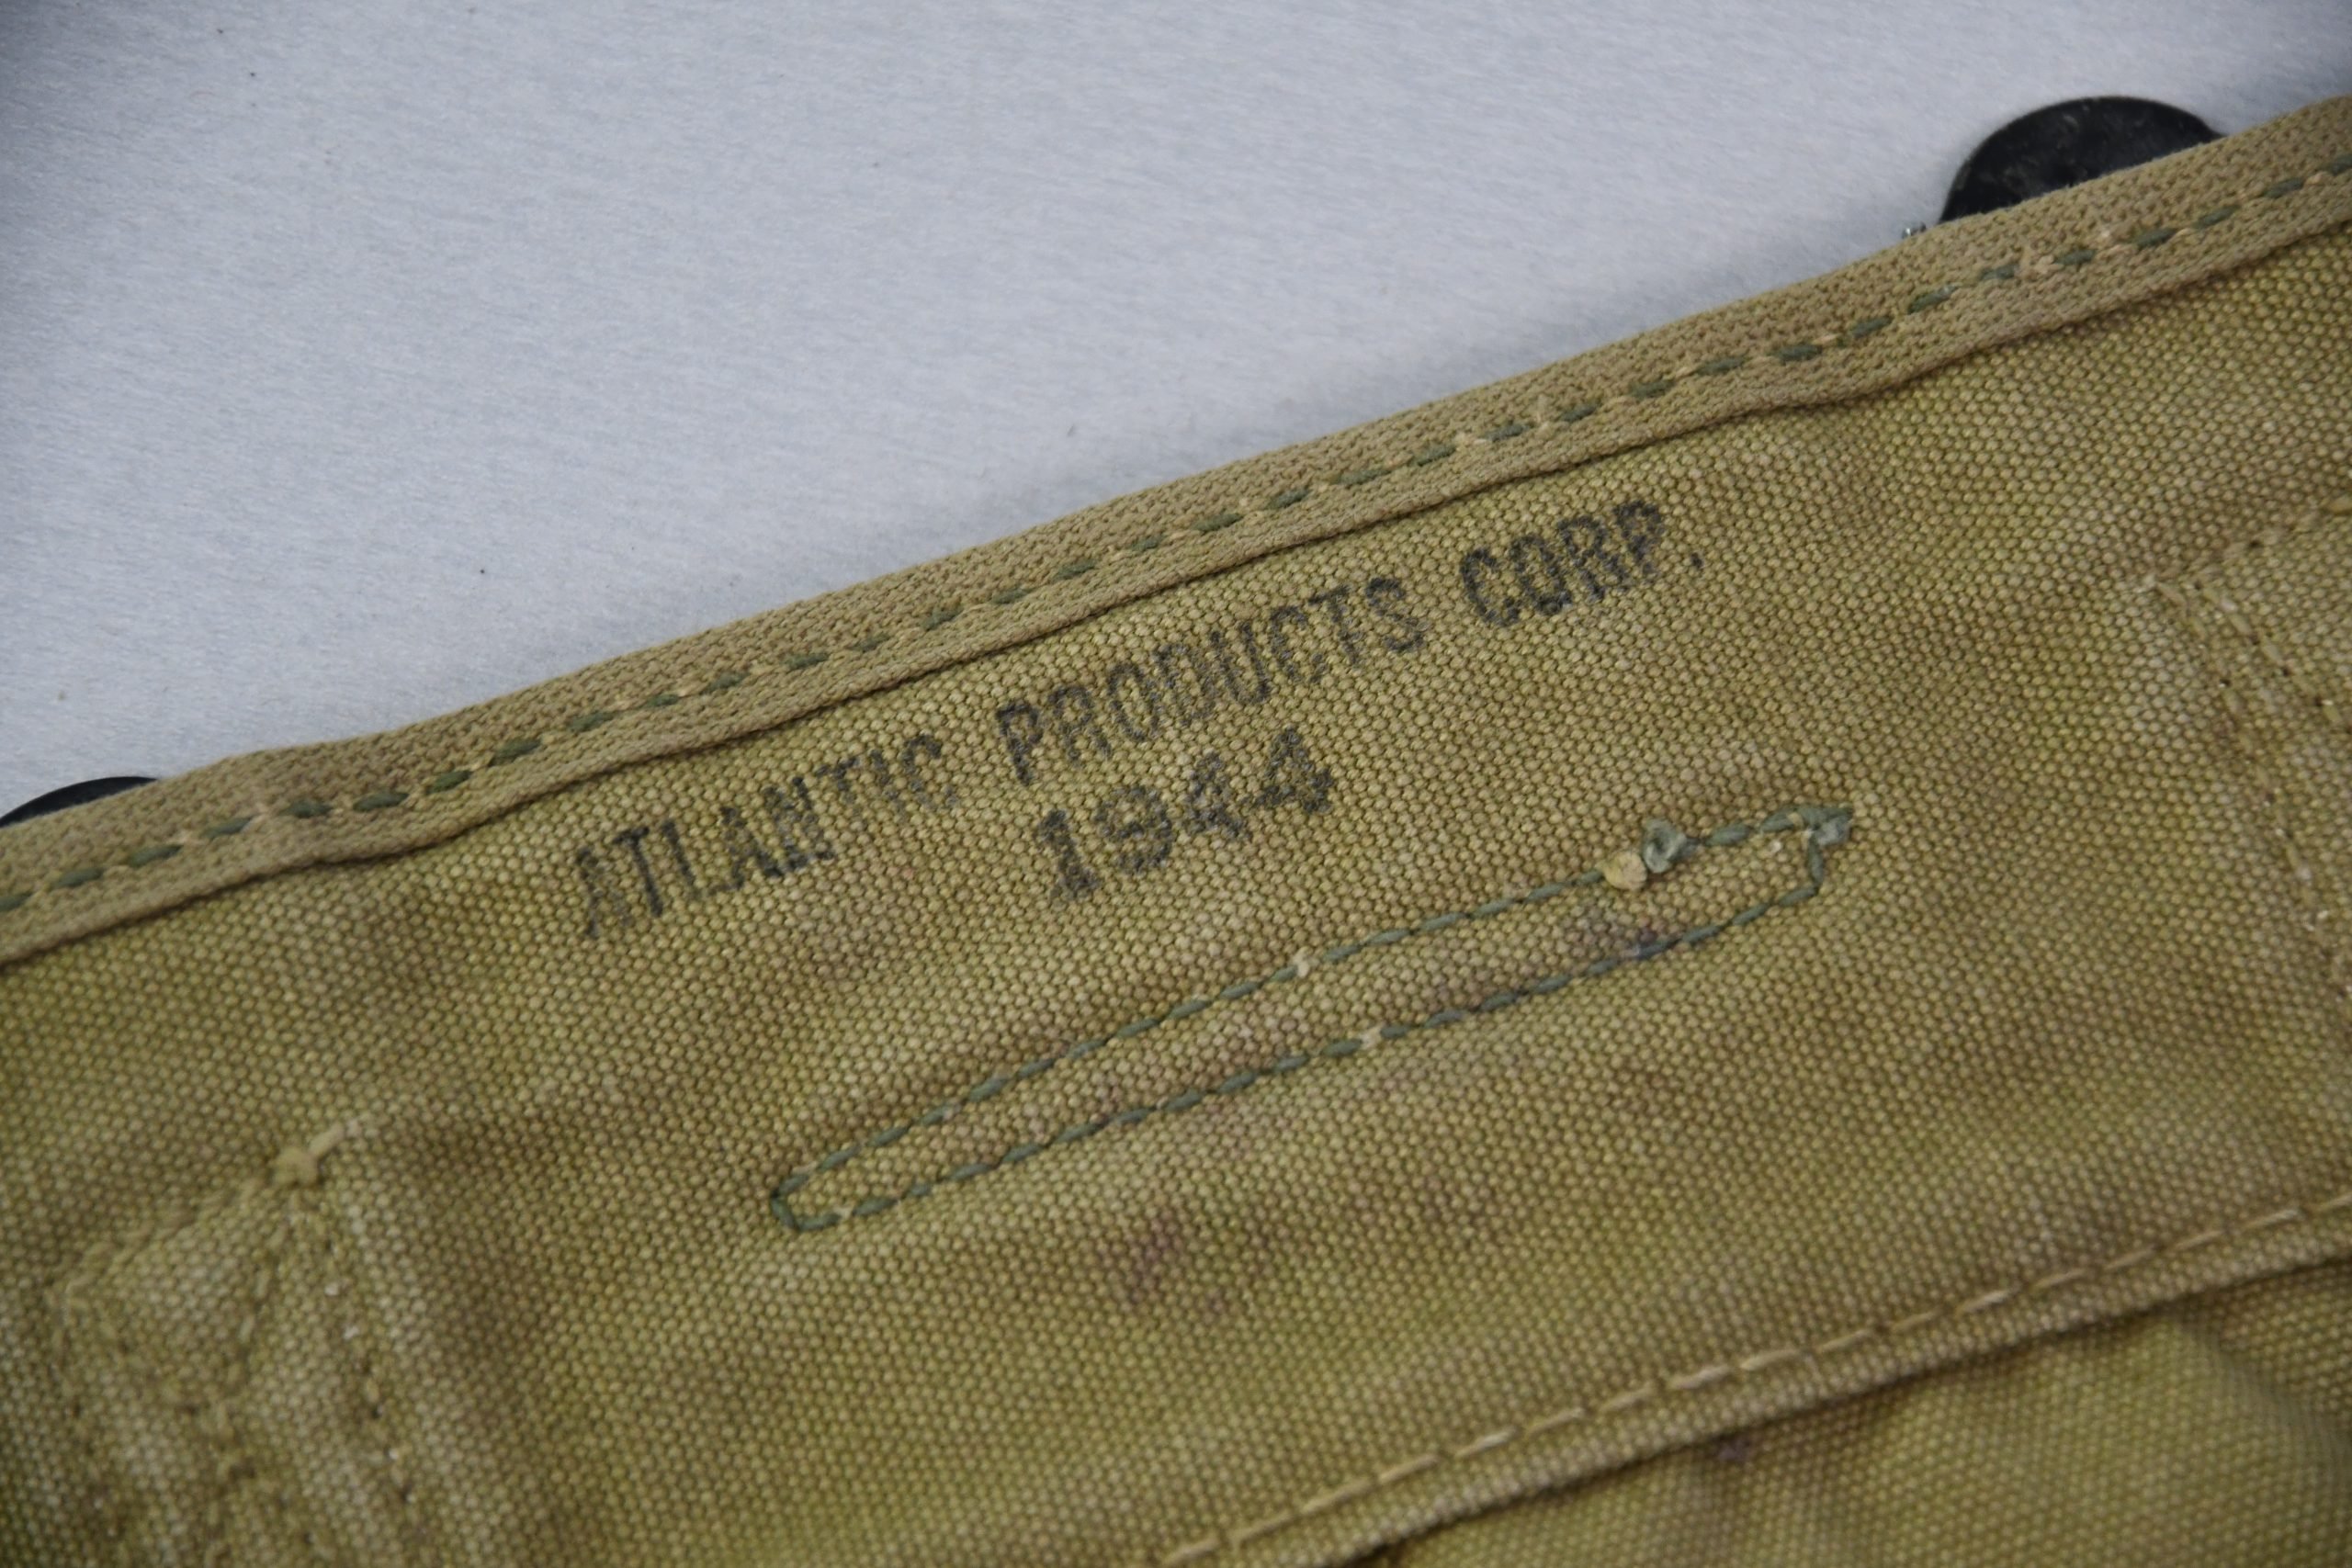 ATLANTIC PRODUCTS CORP.
1944